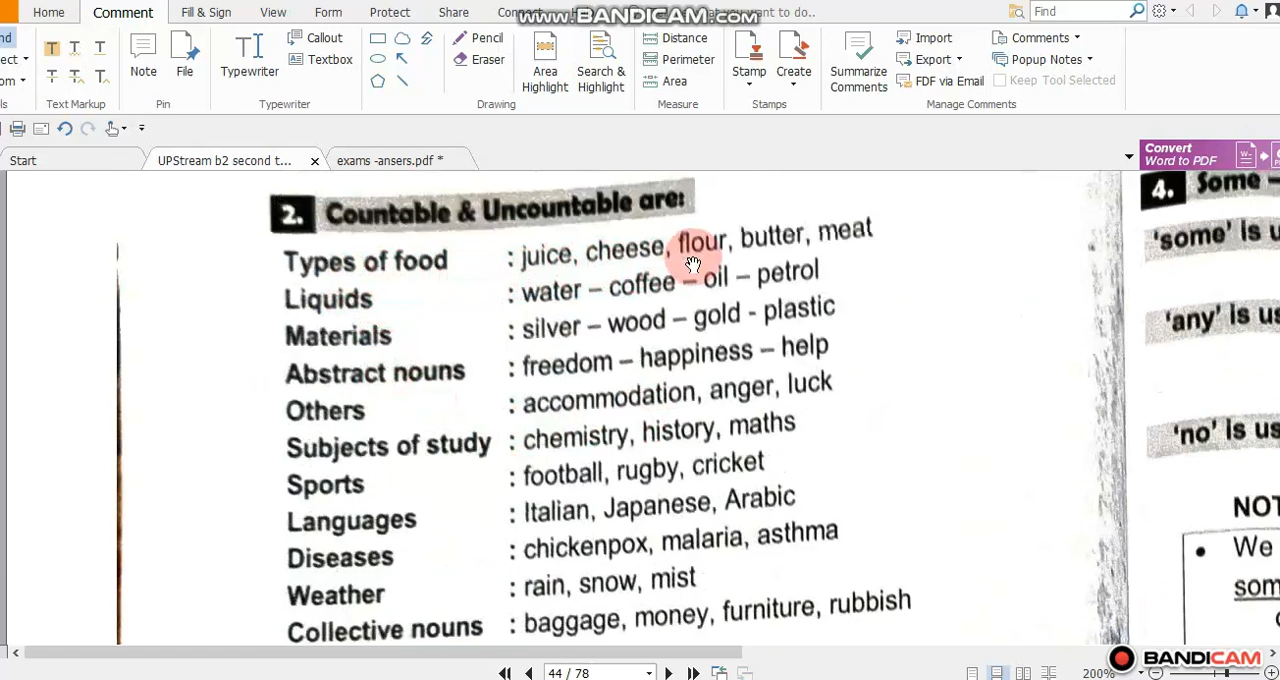 www.BANDICAM.com
Home Comment Fill & Sign View Form Protect Share want to do.. Find
Note File Typewriter Callout Textbox Pencil Eraser Area Highlight Search & Highlight Distance Perimeter Area Stamp Create Summarize Comments Import Export FDF via Email Comments Popup Notes Keep Tool Selected
Text Markup Pin Typewriter Drawing Measure Stamps Manage Comments
Start UPStream b2 second t... exams -ansers.pdf * Convert Word to PDF
2. Countable & Uncountable are:
Types of food : juice, cheese, flour, butter, meat
Liquids : water – coffee – oil – petrol
Materials : silver – wood – gold - plastic
Abstract nouns : freedom – happiness – help
Others : accommodation, anger, luck
Subjects of study : chemistry, history, maths
Sports : football, rugby, cricket
Languages : Italian, Japanese, Arabic
Diseases : chickenpox, malaria, asthma
Weather : rain, snow, mist
Collective nouns : baggage, money, furniture, rubbish
4. Some –
'some' is u
'any' is us
'no' is us
NOT
• We
som
BANDICAM
44 / 78 200%